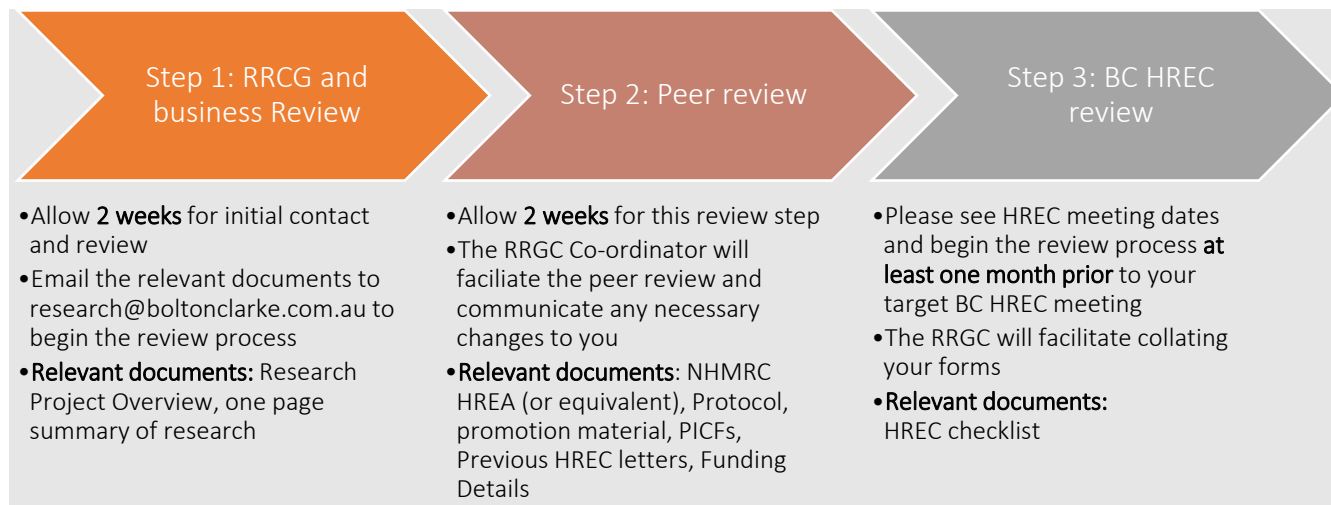 Step 1: RRCG and
business Review
Step 2: Peer review
Step 3: BC HREC
review
•Allow 2 weeks for initial contact
and review
•Email the relevant documents to
research@boltonclarke.com.au to
begin the review process
•Relevant documents: Research
Project Overview, one page
summary of research
•Allow 2 weeks for this review step
•The RRGC Co-ordinator will
faciliate the peer review and
communicate any necessary
changes to you
•Relevant documents: NHMRC
HREA (or equivalent), Protocol,
promotion material, PICFs,
Previous HREC letters, Funding
Details
•Please see HREC meeting dates
and begin the review process at
least one month prior to your
target BC HREC meeting
•The RRGC will facilitate collating
your forms
•Relevant documents:
HREC checklist